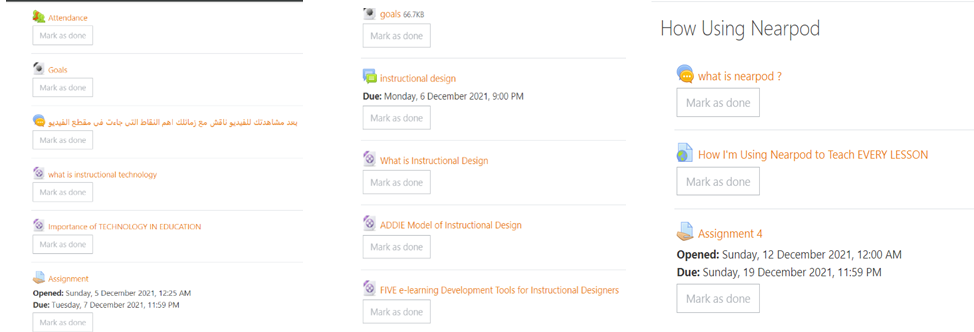 Attendance
Mark as done
Goals
Mark as done
بعد مشاهدتك للفيديو ناقش مع زملائك اهم النقاط التي جاءت في مقطع الفيديو
Mark as done
what is instructional technology
Mark as done
Importance of TECHNOLOGY IN EDUCATION
Mark as done
Assignment
Opened: Sunday, 5 December 2021, 12:25 AM
Due: Tuesday, 7 December 2021, 11:59 PM
Mark as done
goals 66.7KB
Mark as done
instructional design
Due: Monday, 6 December 2021, 9:00 PM
Mark as done
What is Instructional Design
Mark as done
ADDIE Model of Instructional Design
Mark as done
FIVE e-learning Development Tools for Instructional Designers
Mark as done
How Using Nearpod
what is nearpod ?
Mark as done
How I'm Using Nearpod to Teach EVERY LESSON
Mark as done
Assignment 4
Opened: Sunday, 12 December 2021, 12:00 AM
Due: Sunday, 19 December 2021, 11:59 PM
Mark as done